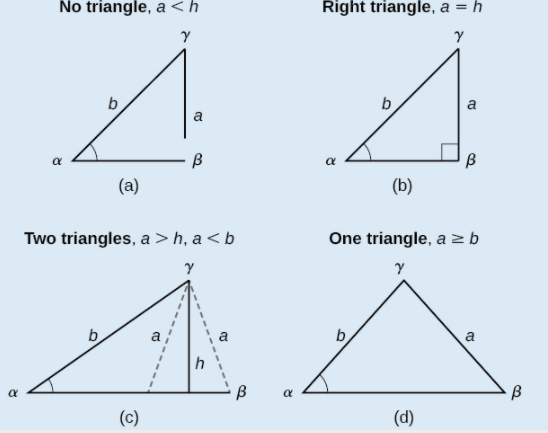 No triangle, a < h
Right triangle, a = h
γ
b
a
α
β
(a)
γ
b
a
α
β
(b)
Two triangles, a > h, a < b
One triangle, a ≥ b
γ
b
a
a
h
α
β
(c)
γ
b
a
α
β
(d)